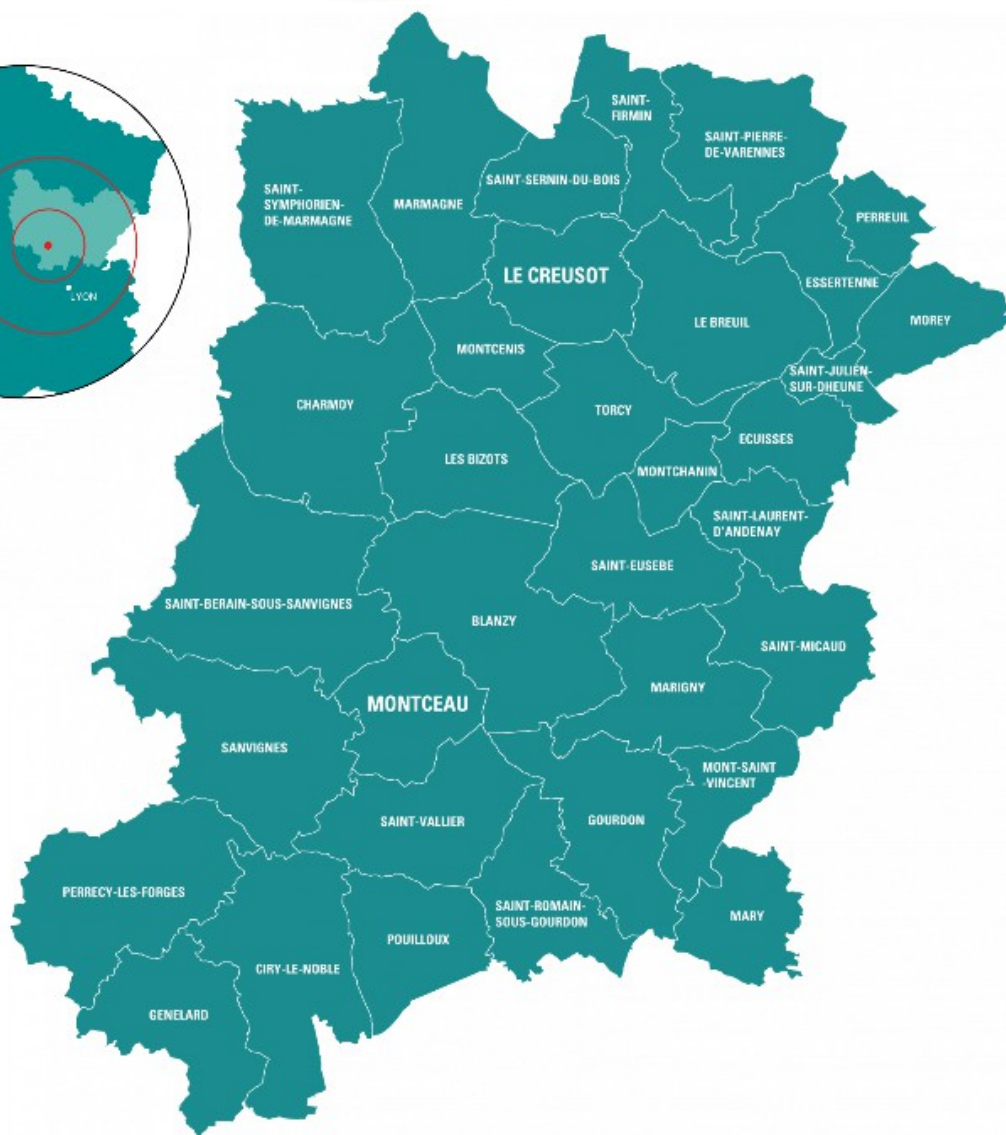 SAINT-
FIRMIN
SAINT-PIERRE-
DE-VARENNES
SAINT-SERNIN-DU-BOIS
SAINT-
SYMPHORIEN-
DE-MARMAGNE
MARMAGNE
PERREUIL
LE CREUSOT
ESSERTENNE
LYON
LE BREUIL
MOREY
MONTCENIS
SAINT-JULIEN-
SUR-DHEUNE
CHARMOY
TORCY
ECUISSES
LES BIZOTS
MONTCHANIN
SAINT-LAURENT-
D'ANDENAY
SAINT-EUSEBE
SAINT-BERAIN-SOUS-SANVIGNES
BLANZY
SAINT-MICAUD
MARIGNY
MONTCEAU
SANVIGNES
MONT-SAINT
-VINCENT
SAINT-VALLIER
GOURDON
PERRECY-LES-FORGES
SAINT-ROMAIN-
SOUS-GOURDON
MARY
POUILLOUX
CIRY-LE-NOBLE
GENELARD